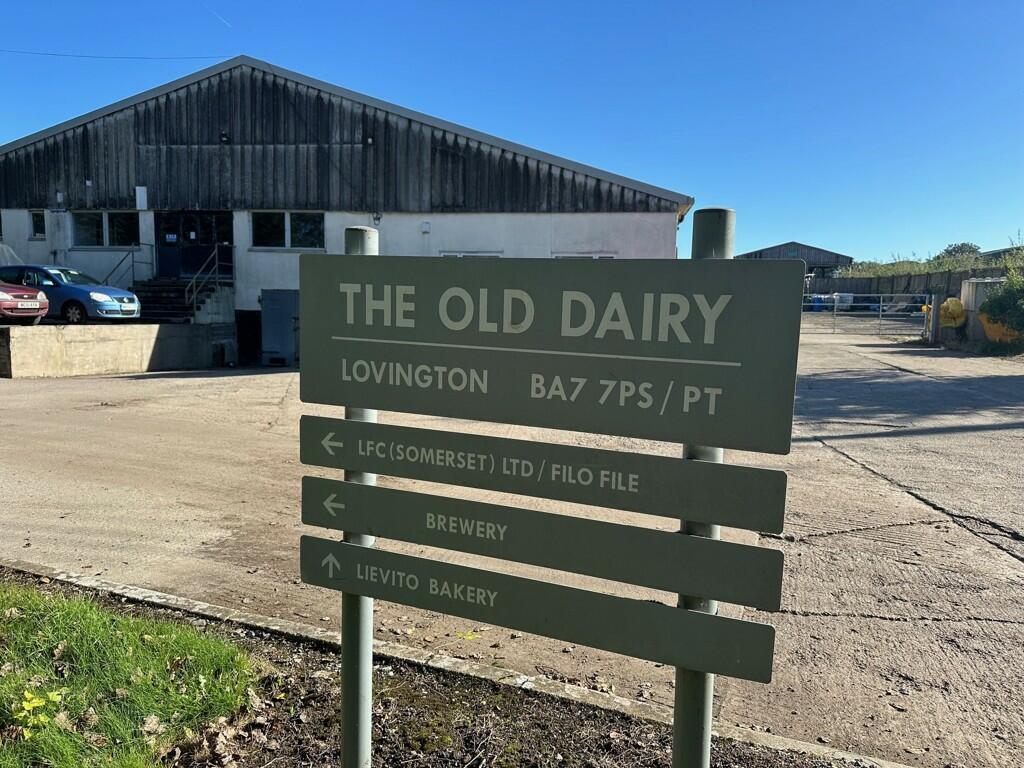 THE OLD DAIRY
LOVINGTON BA7 7PS/PT
← LFC(SOMERSET) LTD/FILO FILE
← BREWERY
↑ LIEVITO BAKERY